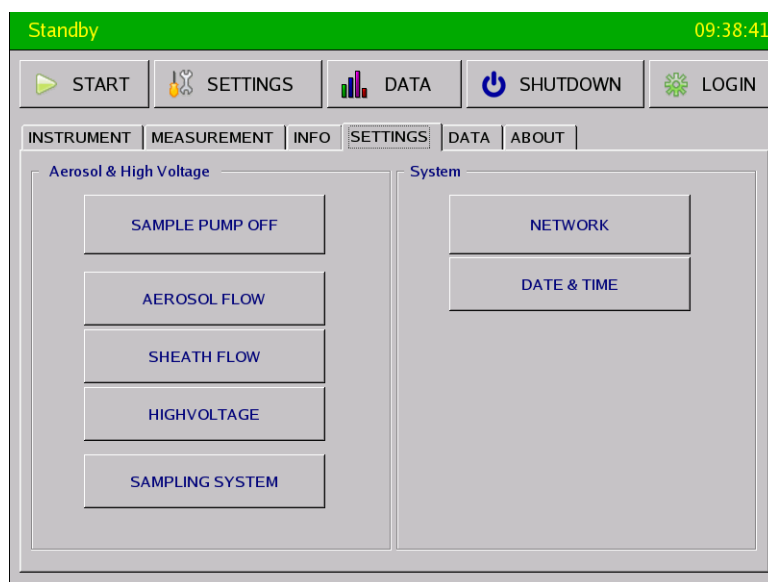 Standby 09:38:41
START SETTINGS DATA SHUTDOWN LOGIN
INSTRUMENT MEASUREMENT INFO SETTINGS DATA ABOUT
Aerosol & High Voltage
SAMPLE PUMP OFF
AEROSOL FLOW
SHEATH FLOW
HIGHVOLTAGE
SAMPLING SYSTEM
System
NETWORK
DATE & TIME